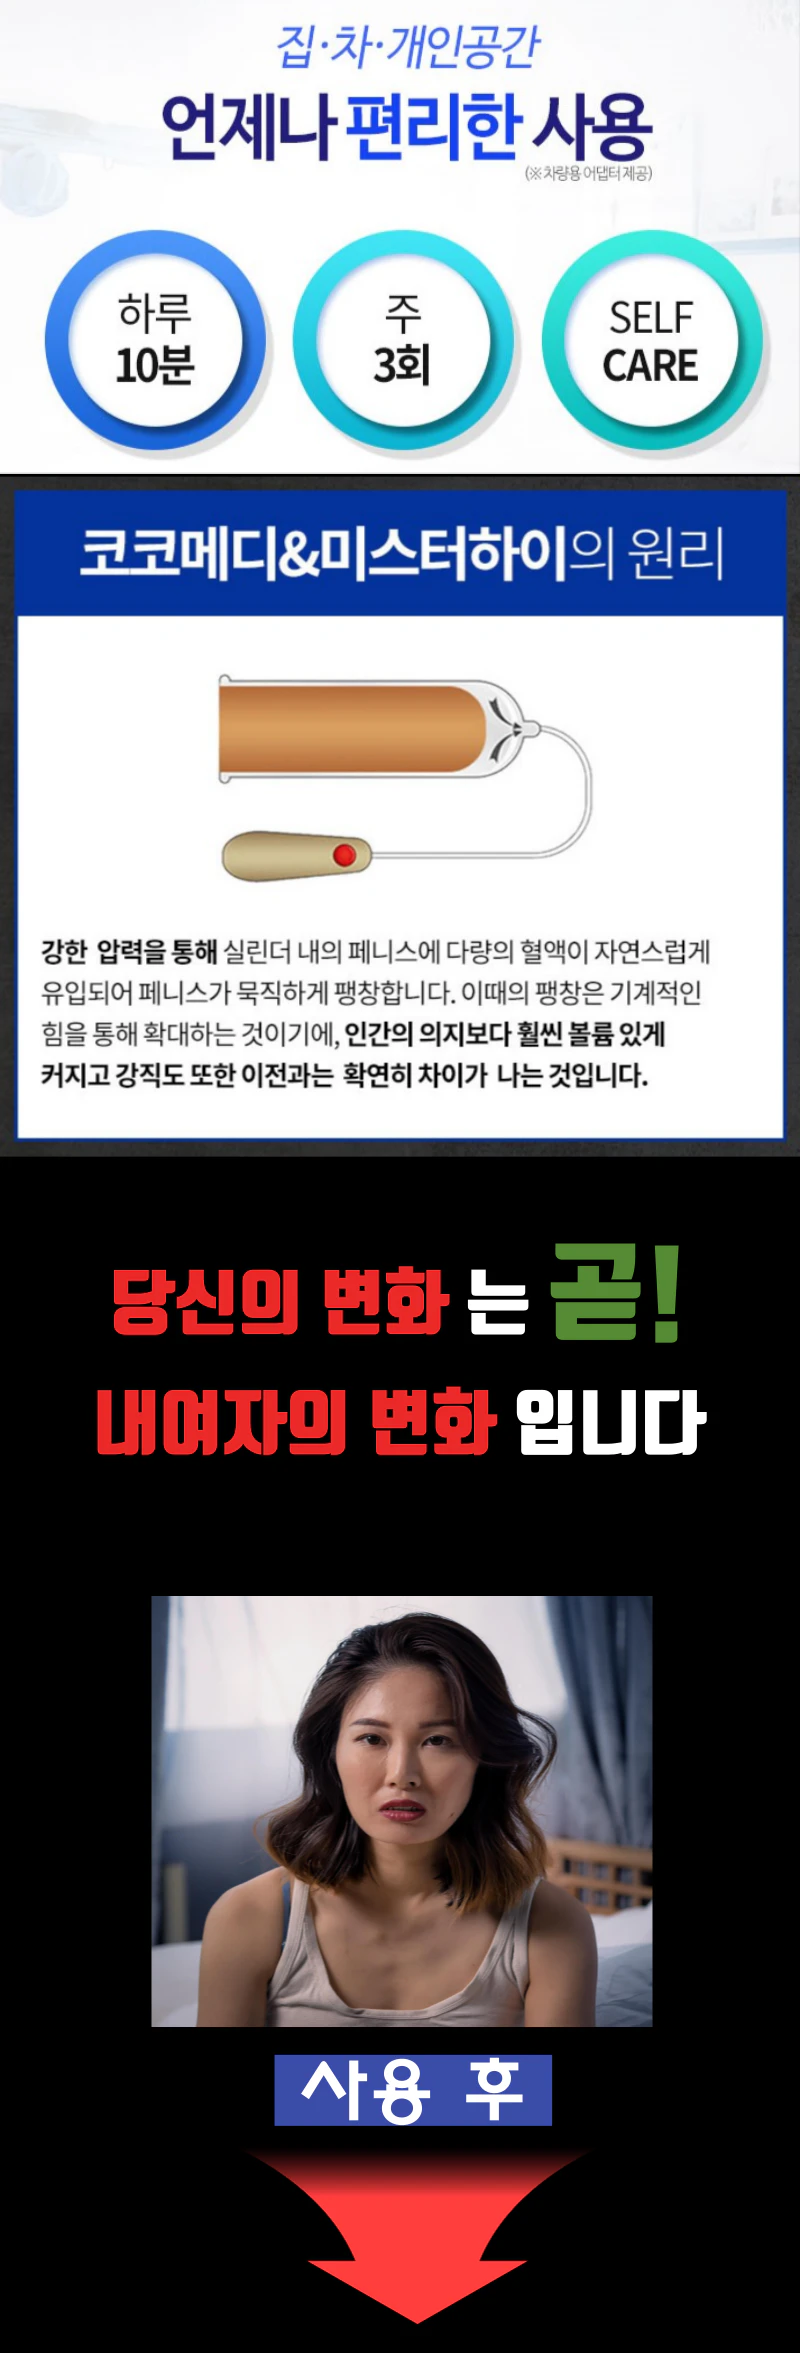 집·차·개인공간
언제나 편리한 사용
(※ 차량용 어댑터 제공)
하루
10분
주
3회
SELF
CARE
코코메디&미스터하이의 원리
강한 압력을 통해 실린더 내의 페니스에 다량의 혈액이 자연스럽게
유입되어 페니스가 묵직하게 팽창합니다. 이때의 팽창은 기계적인
힘을 통해 확대하는 것이기에, 인간의 의지보다 훨씬 볼륨 있게
커지고 강직도 또한 이전과는 확연히 차이가 나는 것입니다.
당신의 변화 는 곧!
내여자의 변화 입니다
사용 후